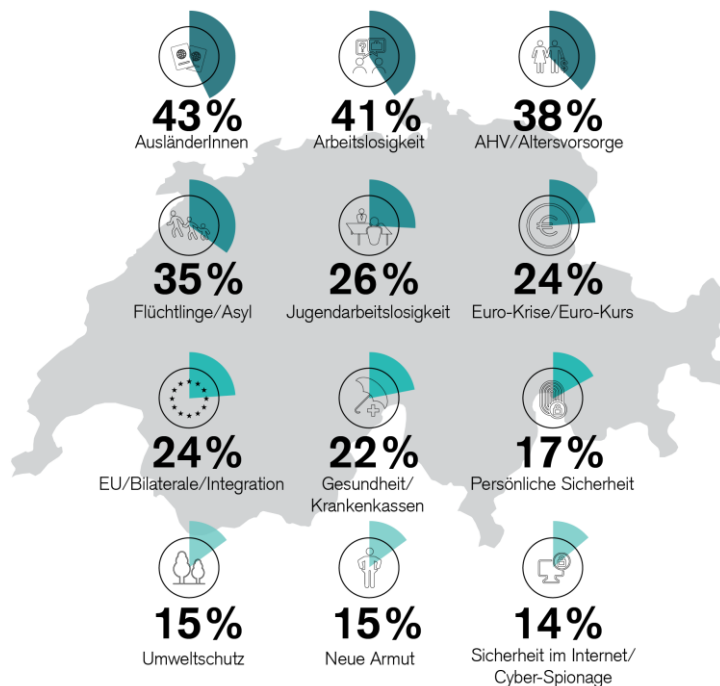 43%
AusländerInnen
41%
Arbeitslosigkeit
38%
AHV/Altersvorsorge
35%
Flüchtlinge/Asyl
26%
Jugendarbeitslosigkeit
24%
Euro-Krise/Euro-Kurs
24%
EU/Bilaterale/Integration
22%
Gesundheit/
Krankenkassen
17%
Persönliche Sicherheit
15%
Umweltschutz
15%
Neue Armut
14%
Sicherheit im Internet/
Cyber-Spionage